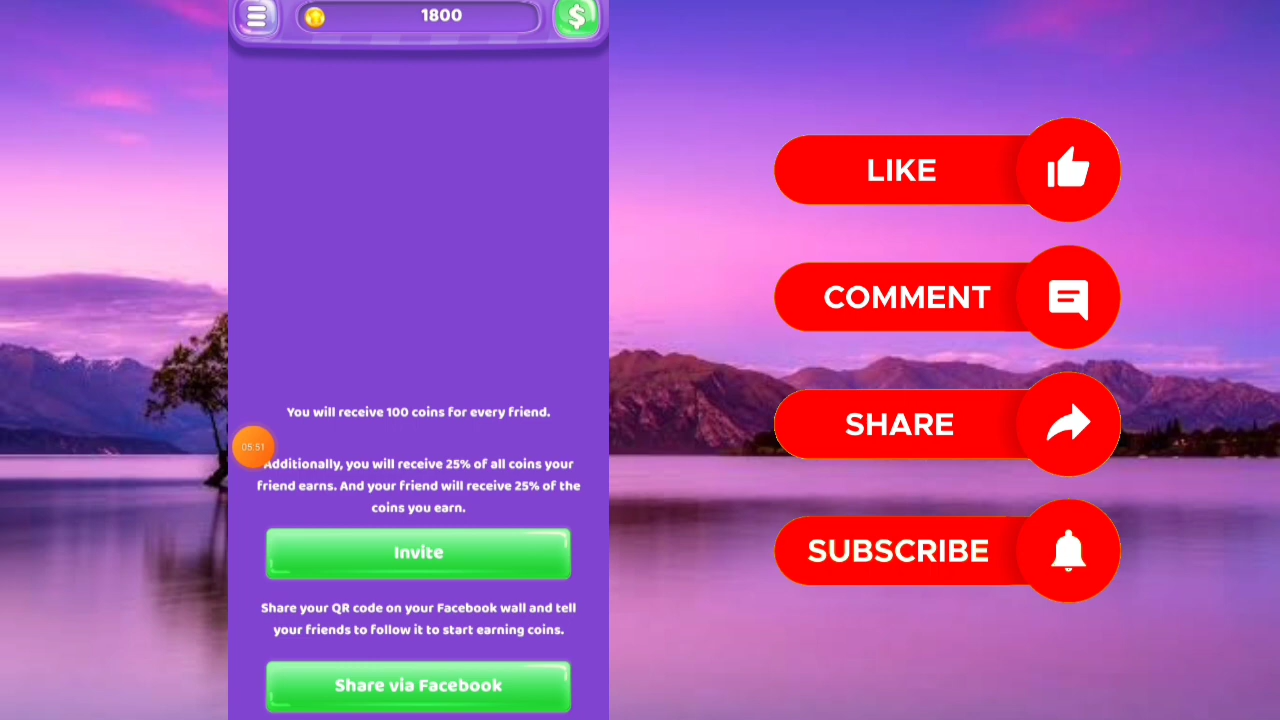 1800
You will receive 100 coins for every friend.
05:51
Additionally, you will receive 25% of all coins your
friend earns. And your friend will receive 25% of the
coins you earn.
Invite
Share your QR code on your Facebook wall and tell
your friends to follow it to start earning coins.
Share via Facebook
LIKE
COMMENT
SHARE
SUBSCRIBE